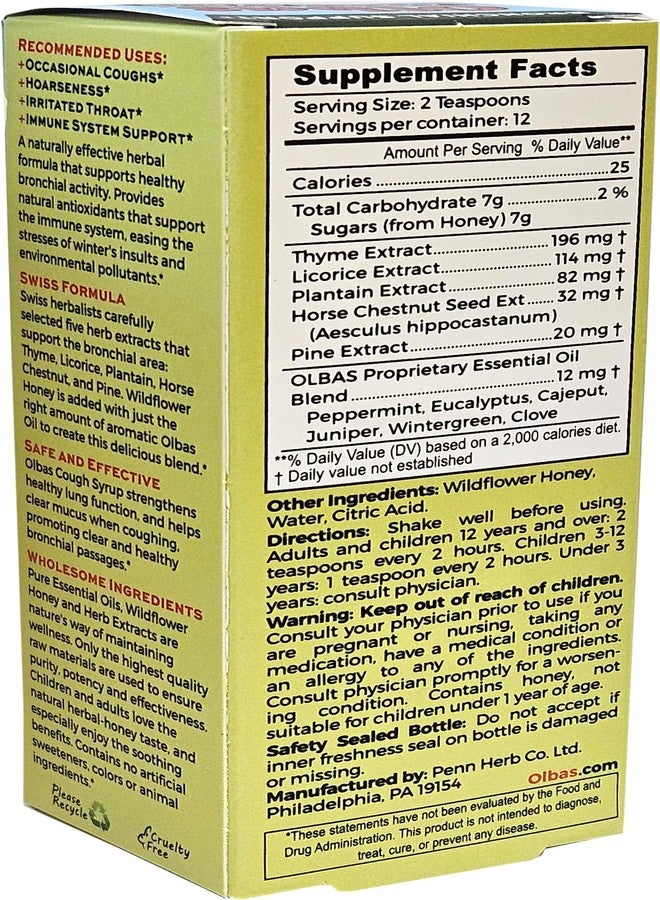 RECOMMENDED USES:
+OCCASIONAL COUGHS*
+HOARSENESS*
+IRRITATED THROAT*
+IMMUNE SYSTEM SUPPORT*
A naturally effective herbal
formula that supports healthy
bronchial activity. Provides
natural antioxidants that support
the immune system, easing the
stresses of winter's insults and
environmental pollutants.*
SWISS FORMULA
Swiss herbalists carefully
selected five herb extracts that
support the bronchial area:
Thyme, Licorice, Plantain, Horse
Chestnut, and Pine. Wildflower
Honey is added with just the
right amount of aromatic Olbas
Oil to create this delicious blend.*
SAFE AND EFFECTIVE
Olbas Cough Syrup strengthens
healthy lung function, and helps
clear mucus when coughing,
promoting clear and healthy
bronchial passages.*
WHOLESOME INGREDIENTS
Pure Essential Oils, Wildflower
Honey and Herb Extracts are
nature's way of maintaining
wellness. Only the highest quality
raw materials are used to ensure
purity, potency and effectiveness.
Children and adults love the
natural herbal-honey taste, and
especially enjoy the soothing
benefits. Contains no artificial
sweeteners, colors or animal
ingredients.*
Please
Recycle
Cruelty
Free
Supplement Facts
Serving Size: 2 Teaspoons
Servings per container: 12
Amount Per Serving % Daily Value**
Calories ........................................25
Total Carbohydrate 7g .................2 %
Sugars (from Honey) 7g
Thyme Extract......................196 mg †
Licorice Extract.....................114 mg †
Plantain Extract.....................82 mg †
Horse Chestnut Seed Ext......32 mg †
(Aesculus hippocastanum)
Pine Extract...........................20 mg †
OLBAS Proprietary Essential Oil
Blend ......................................12 mg †
Peppermint, Eucalyptus, Cajeput,
Juniper, Wintergreen, Clove
**% Daily Value (DV) based on a 2,000 calories diet.
† Daily value not established
Other Ingredients: Wildflower Honey,
Water, Citric Acid.
Directions: Shake well before using.
Adults and children 12 years and over: 2
teaspoons every 2 hours. Children 3-12
years: 1 teaspoon every 2 hours. Under 3
years: consult physician.
Warning: Keep out of reach of children.
Consult your physician prior to use if you
are pregnant or nursing, taking any
medication, have a medical condition or
an allergy to any of the ingredients.
Consult physician promptly for a worsen-
ing condition. Contains honey, not
suitable for children under 1 year of age.
Safety Sealed Bottle: Do not accept if
inner freshness seal on bottle is damaged
or missing.
Manufactured by: Penn Herb Co. Ltd.
Philadelphia, PA 19154 Olbas.com
*These statements have not been evaluated by the Food and
Drug Administration. This product is not intended to diagnose,
treat, cure, or prevent any disease.